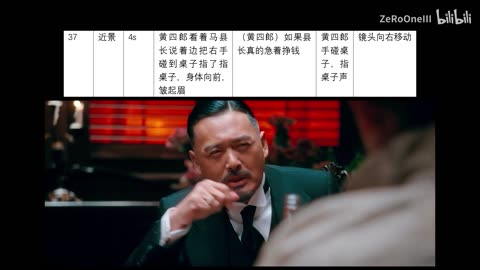 ZeRoOneIII bilibili
37 近景 4s 黄四郎看着马县 （黄四郎）如果县 黄四郎 镜头向右移动
长说着边把右手 长真的急着挣钱 手碰桌
碰到桌子指了指 子，指
桌子，身体向前， 桌子声
皱起眉